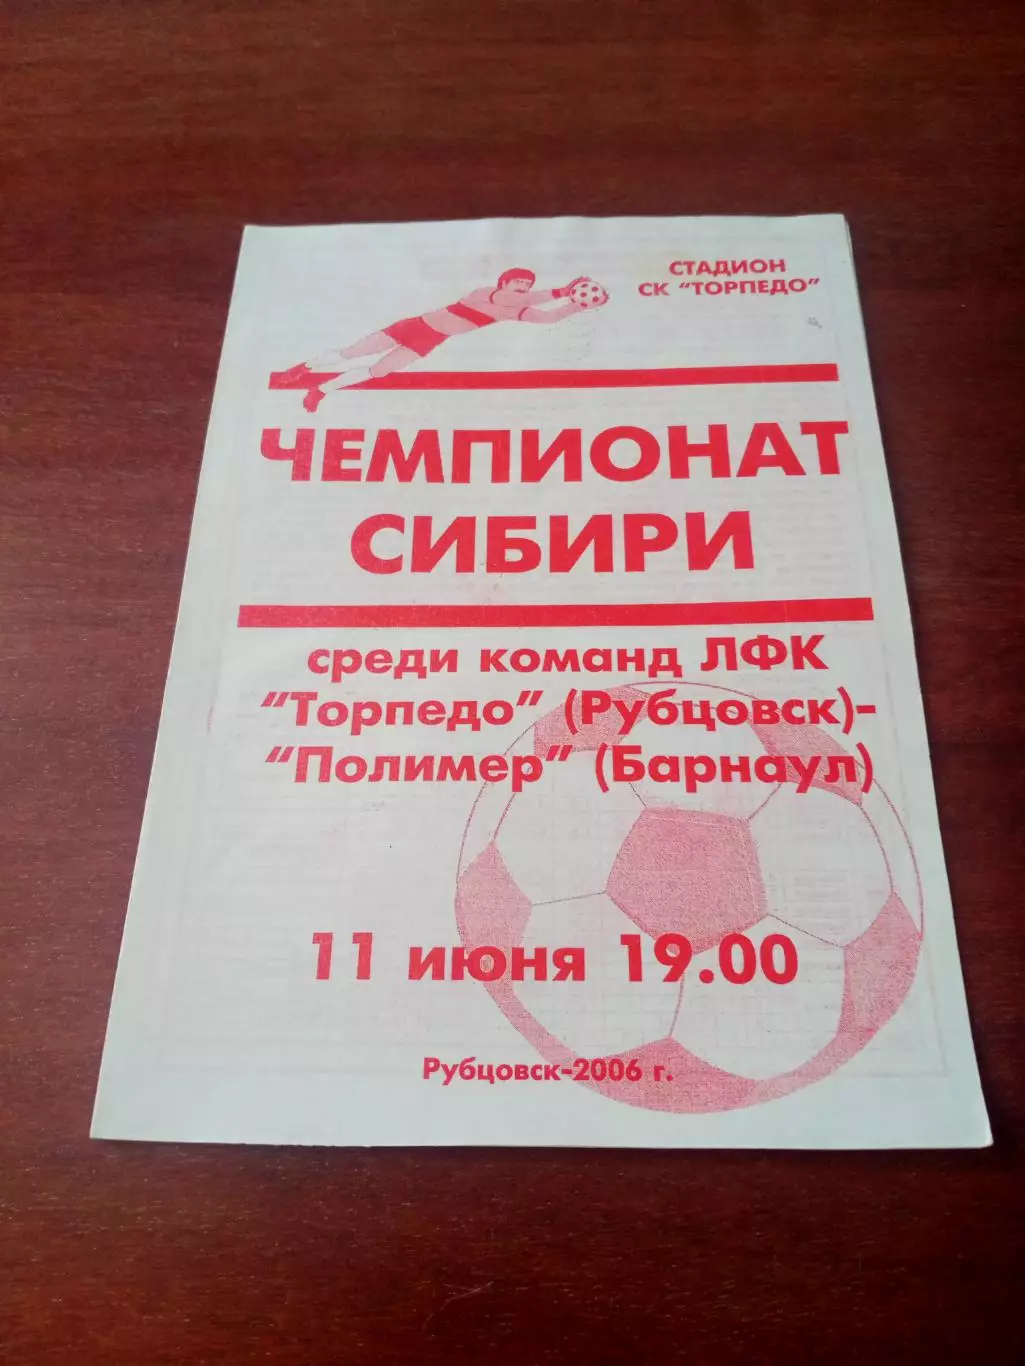 СТАДИОН
СК "ТОРПЕДО"
ЧЕМПИОНАТ
СИБИРИ
среди команд ЛФК
"Торпедо" (Рубцовск)-
"Полимер" (Барнаул)
11 июня 19.00
Рубцовск-2006 г.